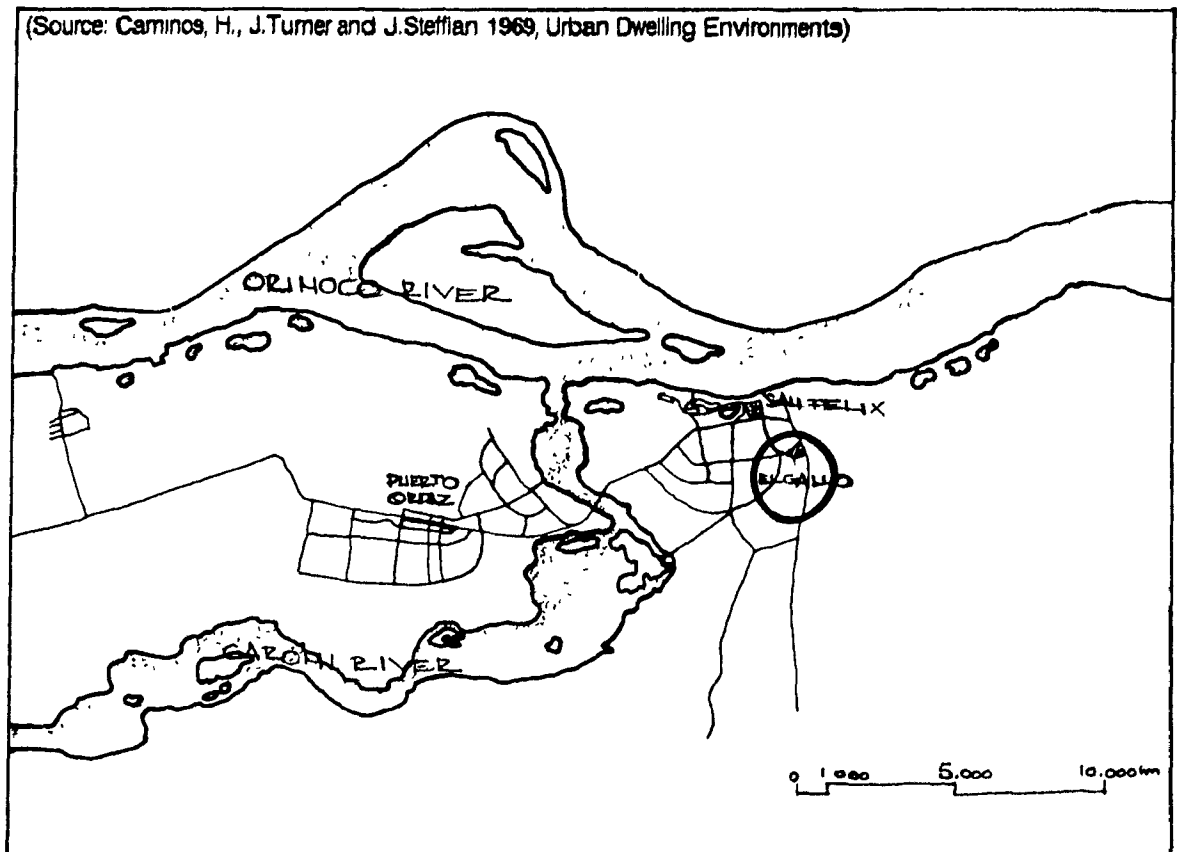 (Source: Caminos, H., J.Turner and J.Steffian 1969, Urban Dwelling Environments)
ORINOCO RIVER
SAN FELIX
EL GALLO
PUERTO
ORDAZ
CARONI RIVER
0 1.000 5.000 10.000km